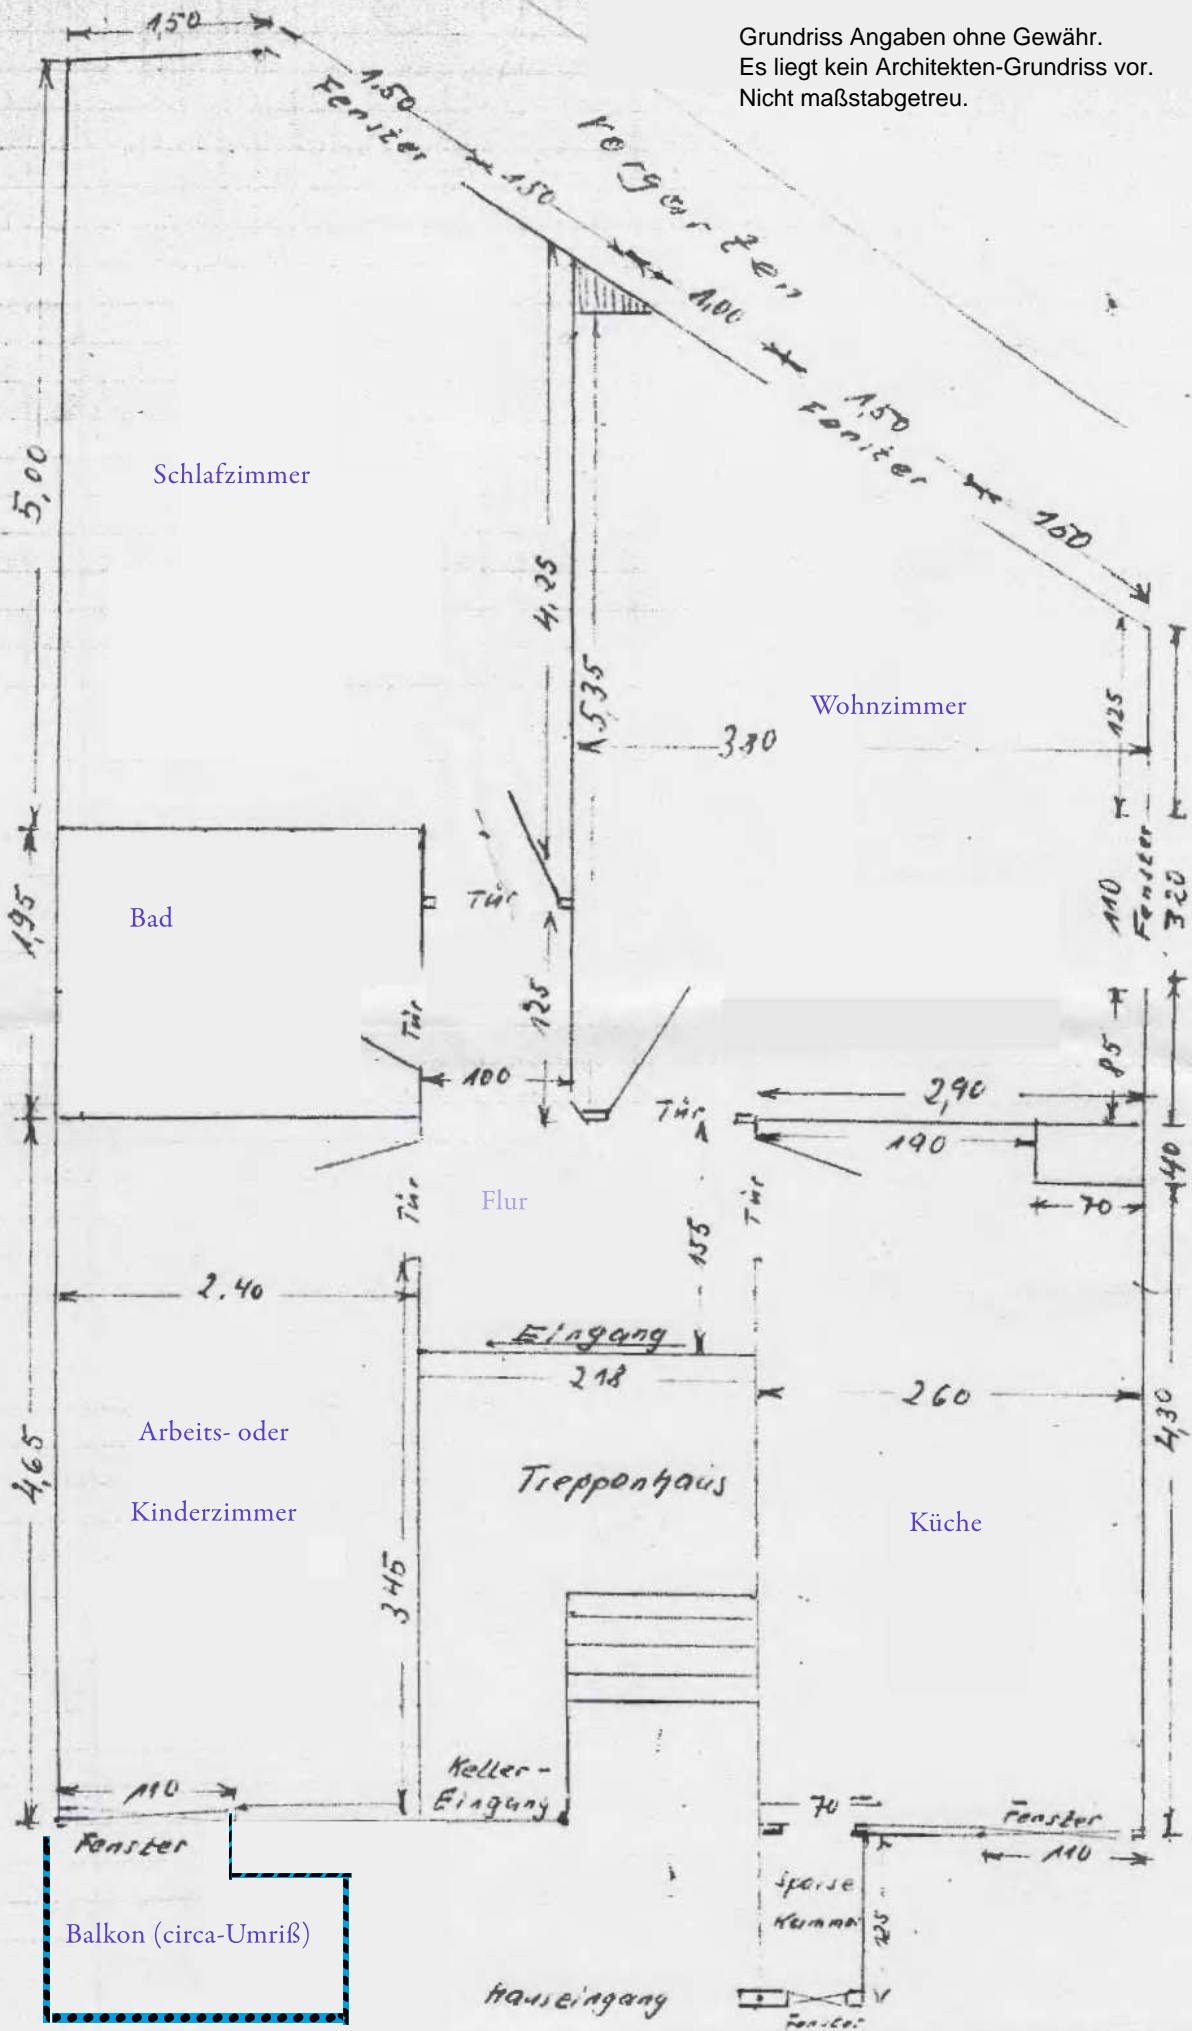 Grundriss Angaben ohne Gewähr.
Es liegt kein Architekten-Grundriss vor.
Nicht maßstabgetreu.
1,50
1,50
Fenster
1,50
vorgarten
1,00
1,50
Fenster
150
5,00
Schlafzimmer
4,25
5,35
Wohnzimmer
125
380
Bad
1,95
Tür
110
Fenster
320
125
Tür
100
85
2,90
Tür
190
40
70
Flur
Tür
155
Tür
2.40
Eingang
218
260
4,30
Arbeits- oder
Kinderzimmer
4,65
Treppenhaus
Küche
345
Keller-
Eingang
110
70
Fenster
110
Fenster
Speise
Kammer
125
Balkon (circa-Umriß)
Hauseingang
Fenster